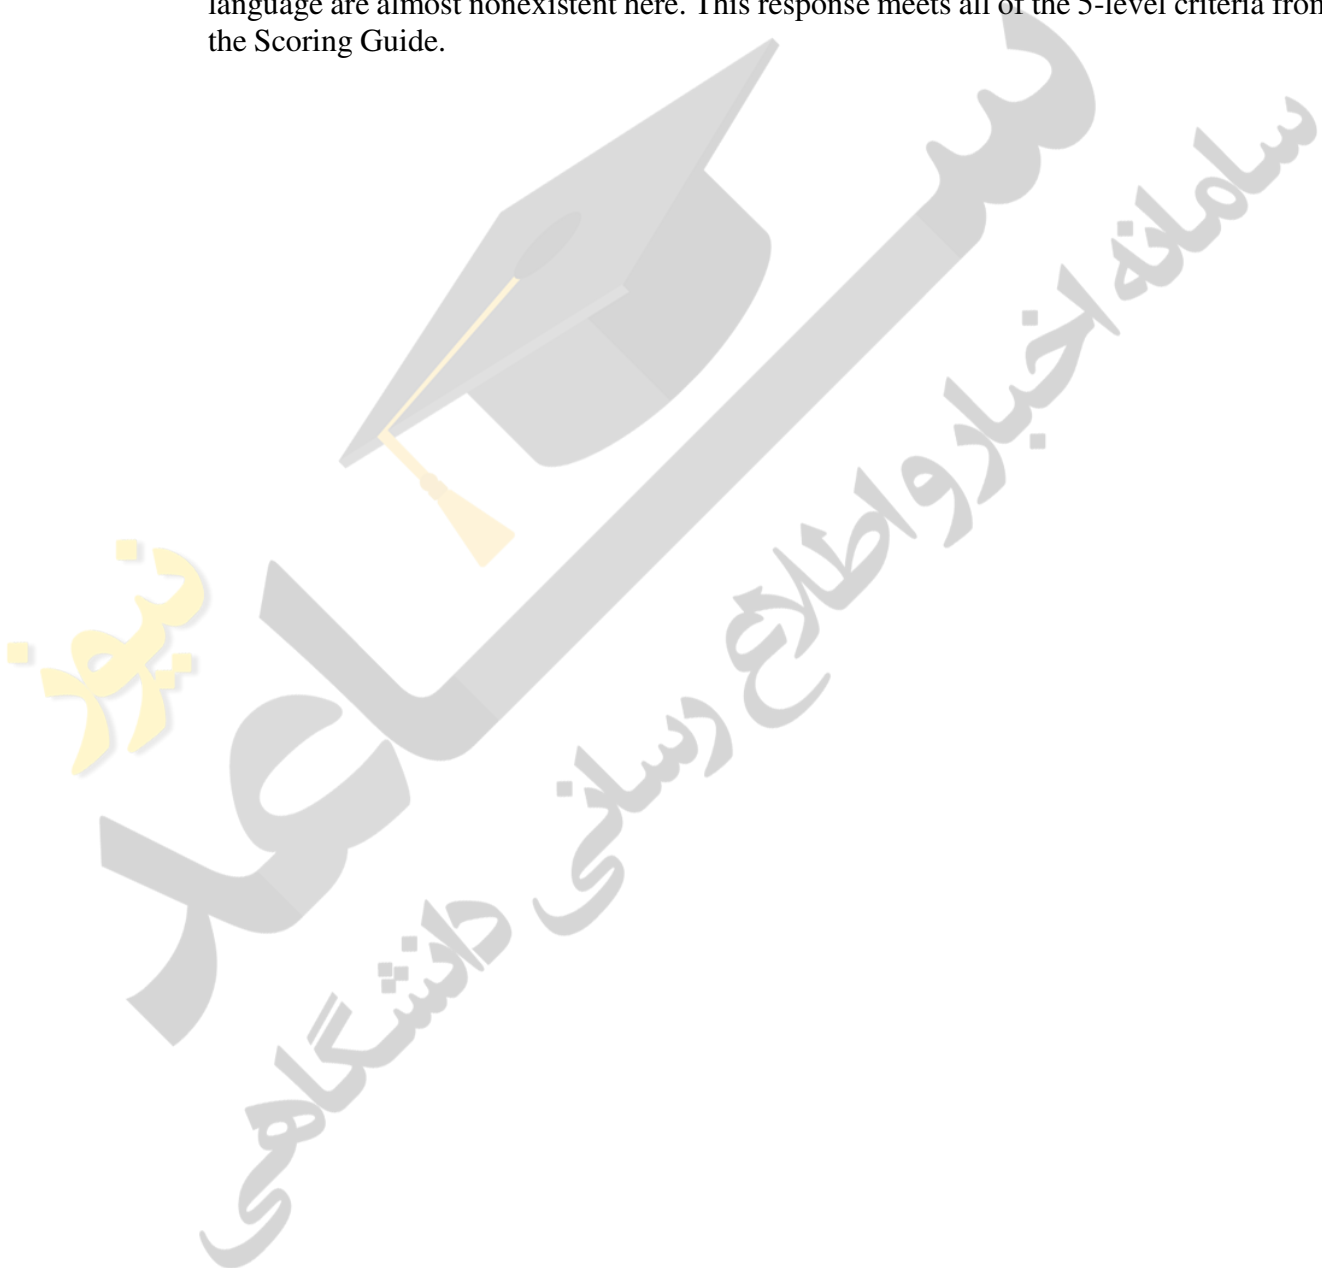 language are almost nonexistent here. This response meets all of the 5-level criteria from
the Scoring Guide.
ساعد
نیوز
سامانه اخبار و اطلاع رسانی دانشگاهی